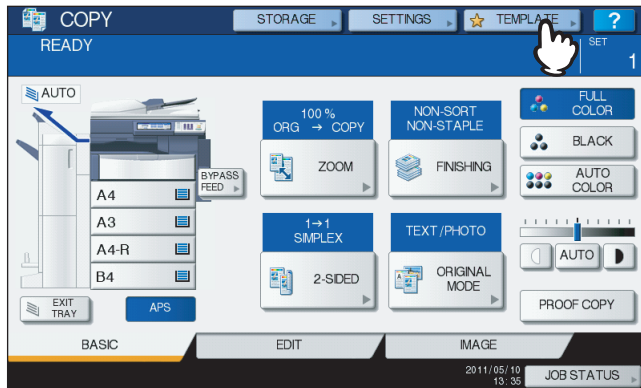 COPY
STORAGE
SETTINGS
TEMPLATE
?
READY
SET
1
AUTO
100 %
ORG → COPY
ZOOM
NON-SORT
NON-STAPLE
FINISHING
FULL
COLOR
BLACK
AUTO
COLOR
BYPASS
FEED
A4
A3
A4-R
B4
1→1
SIMPLEX
2-SIDED
TEXT/PHOTO
ORIGINAL
MODE
AUTO
EXIT
TRAY
APS
PROOF COPY
BASIC
EDIT
IMAGE
2011/05/10
13:35
JOB STATUS